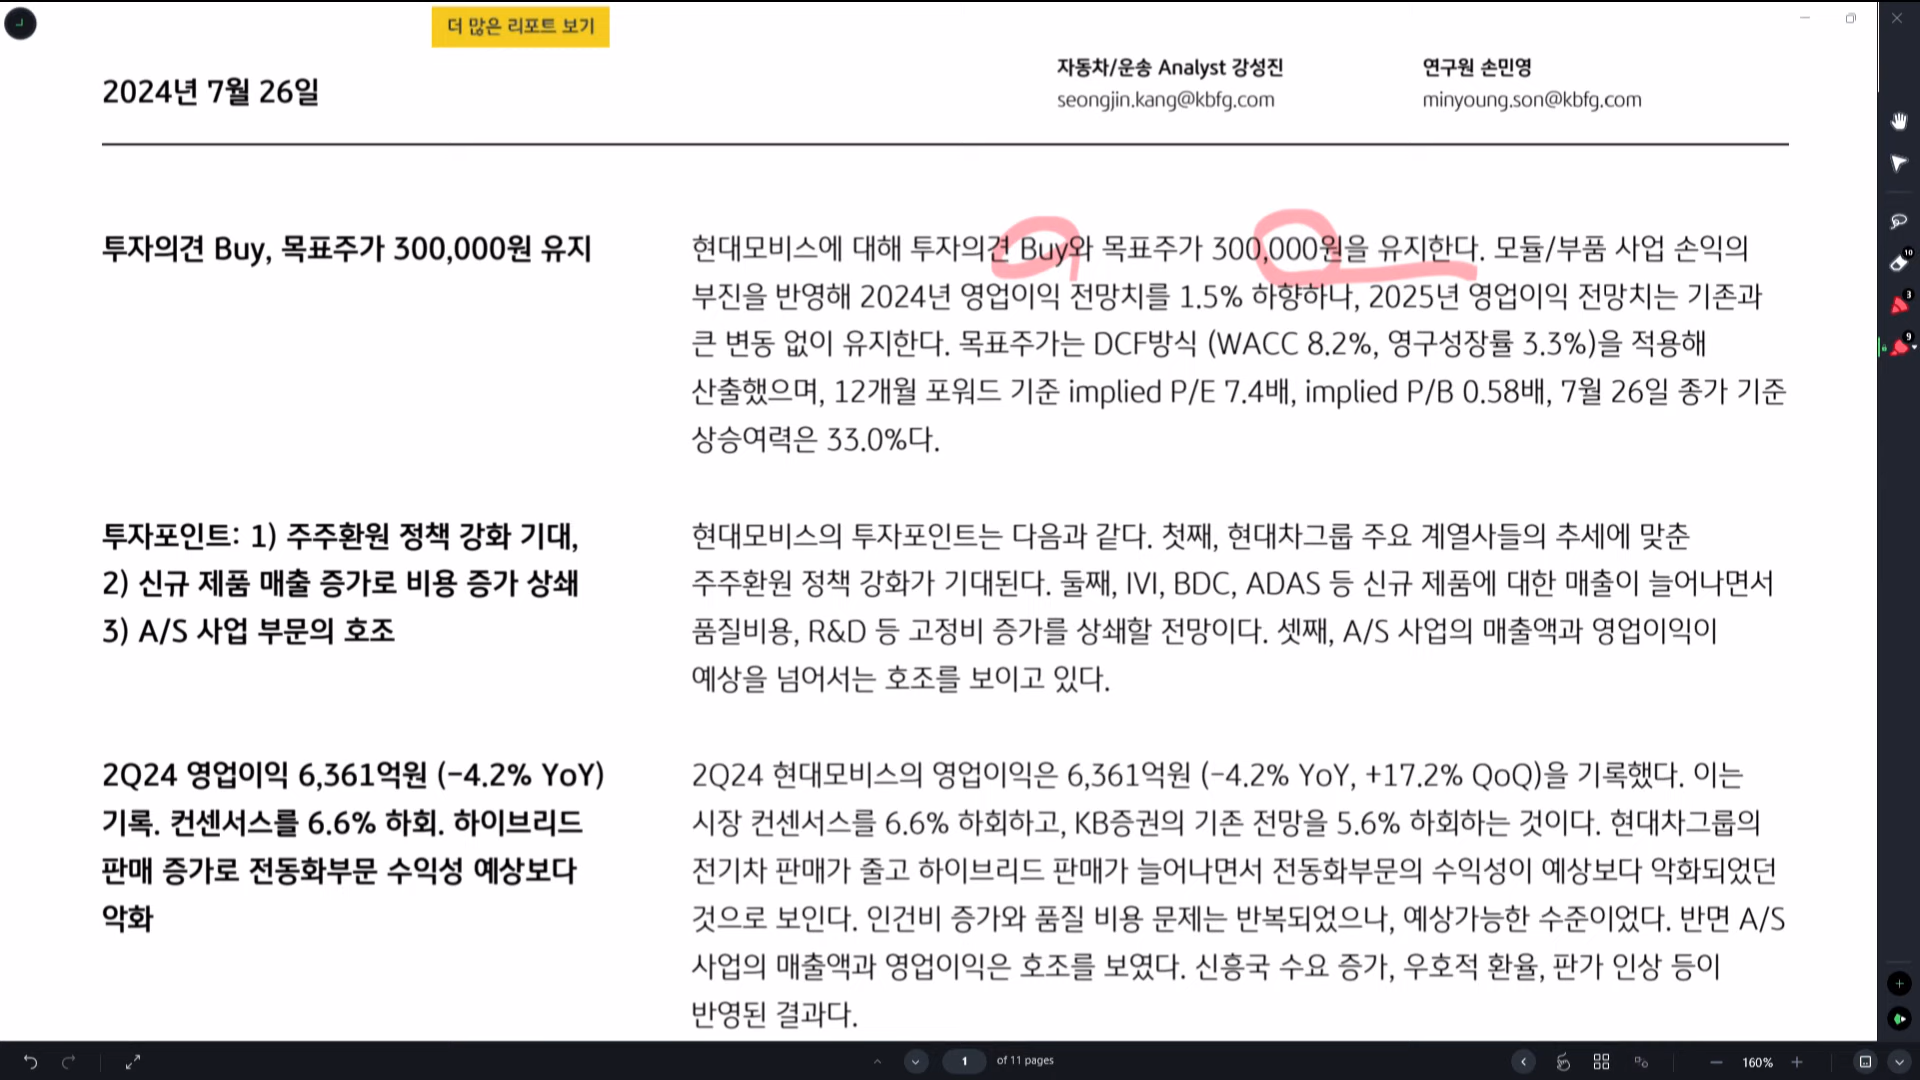 더 많은 리포트 보기
2024년 7월 26일
자동차/운송 Analyst 강성진
seongjin.kang@kbfg.com
연구원 손민영
minyoung.son@kbfg.com
투자의견 Buy, 목표주가 300,000원 유지
현대모비스에 대해 투자의견 Buy와 목표주가 300,000원을 유지한다. 모듈/부품 사업 손익의
부진을 반영해 2024년 영업이익 전망치를 1.5% 하향하나, 2025년 영업이익 전망치는 기존과
큰 변동 없이 유지한다. 목표주가는 DCF방식 (WACC 8.2%, 영구성장률 3.3%)을 적용해
산출했으며, 12개월 포워드 기준 implied P/E 7.4배, implied P/B 0.58배, 7월 26일 종가 기준
상승여력은 33.0%다.
투자포인트: 1) 주주환원 정책 강화 기대,
2) 신규 제품 매출 증가로 비용 증가 상쇄
3) A/S 사업 부문의 호조
현대모비스의 투자포인트는 다음과 같다. 첫째, 현대차그룹 주요 계열사들의 추세에 맞춘
주주환원 정책 강화가 기대된다. 둘째, IVI, BDC, ADAS 등 신규 제품에 대한 매출이 늘어나면서
품질비용, R&D 등 고정비 증가를 상쇄할 전망이다. 셋째, A/S 사업의 매출액과 영업이익이
예상을 넘어서는 호조를 보이고 있다.
2Q24 영업이익 6,361억원 (-4.2% YoY)
기록. 컨센서스를 6.6% 하회. 하이브리드
판매 증가로 전동화부문 수익성 예상보다
악화
2Q24 현대모비스의 영업이익은 6,361억원 (-4.2% YoY, +17.2% QoQ)을 기록했다. 이는
시장 컨센서스를 6.6% 하회하고, KB증권의 기존 전망을 5.6% 하회하는 것이다. 현대차그룹의
전기차 판매가 줄고 하이브리드 판매가 늘어나면서 전동화부문의 수익성이 예상보다 악화되었던
것으로 보인다. 인건비 증가와 품질 비용 문제는 반복되었으나, 예상가능한 수준이었다. 반면 A/S
사업의 매출액과 영업이익은 호조를 보였다. 신흥국 수요 증가, 우호적 환율, 판가 인상 등이
반영된 결과다.
10
3
9
1
of 11 pages
160%